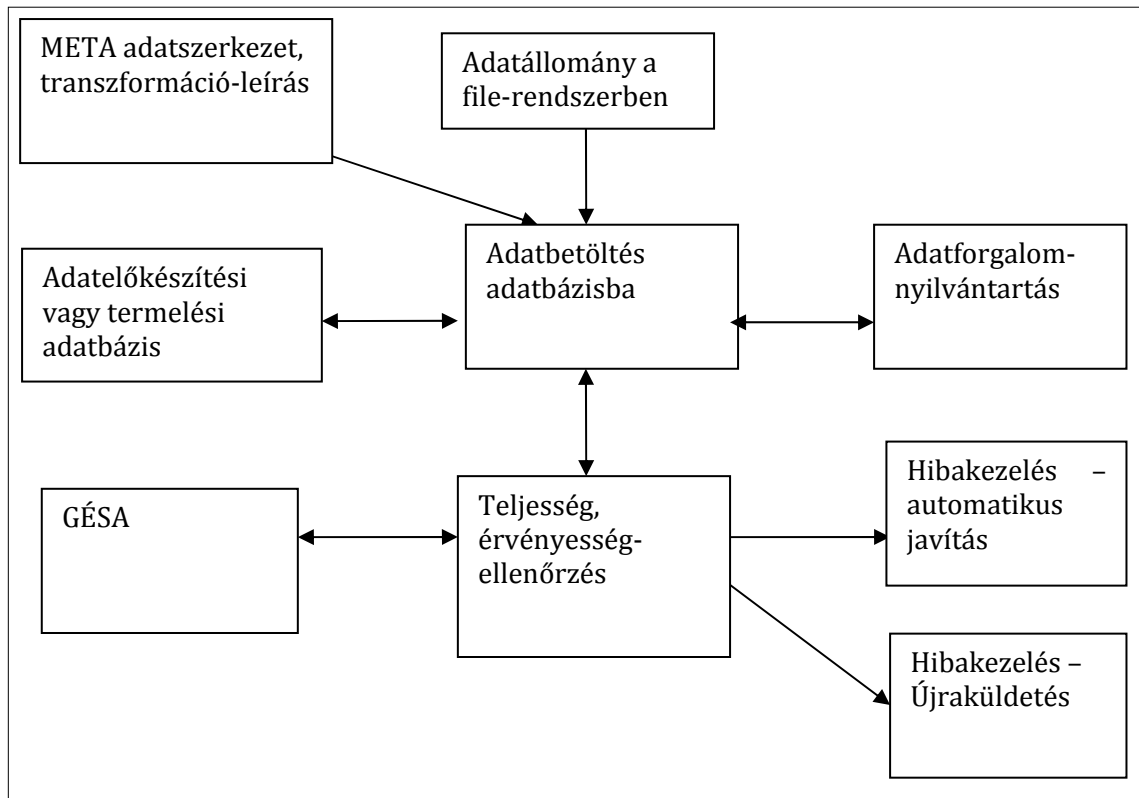 META adatszerkezet,
transzformáció-leírás
Adatállomány a
file-rendszerben
Adatelőkészítési
vagy termelési
adatbázis
Adatbetöltés
adatbázisba
Adatforgalom-
nyilvántartás
GÉSA
Teljesség,
érvényesség-
ellenőrzés
Hibakezelés –
automatikus
javítás
Hibakezelés –
Újraküldetés